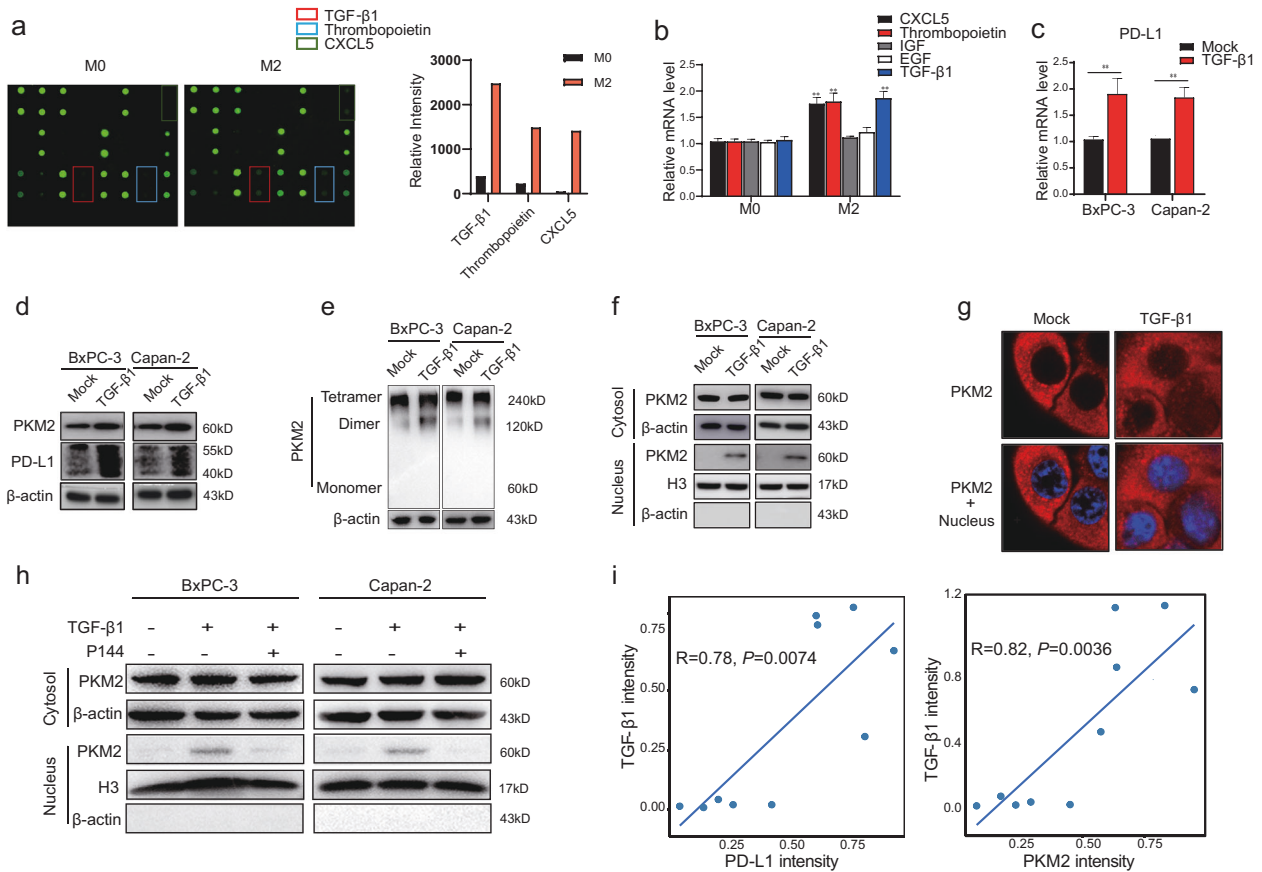 a
TGF-β1
Thrombopoietin
CXCL5
M0
M2
Relative Intensity
3000
2000
1000
0
M0
M2
TGF-β1
Thrombopoietin
CXCL5
b
CXCL5
Thrombopoietin
IGF
EGF
TGF-β1
Relative mRNA level
2.5
2.0
1.5
1.0
0.5
0.0
** ** **
M0
M2
c
PD-L1
Mock
TGF-β1
Relative mRNA level
2.5
2.0
1.5
1.0
0.5
0.0
** **
BxPC-3
Capan-2
d
BxPC-3 Capan-2
Mock TGF-β1 Mock TGF-β1
PKM2 60kD
PD-L1 55kD
40kD
β-actin 43kD
e
BxPC-3 Capan-2
Mock TGF-β1 Mock TGF-β1
PKM2
Tetramer 240kD
Dimer 120kD
Monomer 60kD
β-actin 43kD
f
BxPC-3 Capan-2
Mock TGF-β1 Mock TGF-β1
Cytosol
PKM2 60kD
β-actin 43kD
Nucleus
PKM2 60kD
H3 17kD
β-actin 43kD
g
Mock TGF-β1
PKM2
PKM2
+
Nucleus
h
BxPC-3 Capan-2
TGF-β1 – + + – + +
P144 – – + – – +
Cytosol
PKM2 60kD
β-actin 43kD
Nucleus
PKM2 60kD
H3 17kD
β-actin 43kD
i
TGF-β1 intensity
0.75
0.50
0.25
0.00
R=0.78, P=0.0074
0.25 0.50 0.75
PD-L1 intensity
TGF-β1 intensity
1.2
0.8
0.4
0.0
R=0.82, P=0.0036
0.25 0.50 0.75
PKM2 intensity